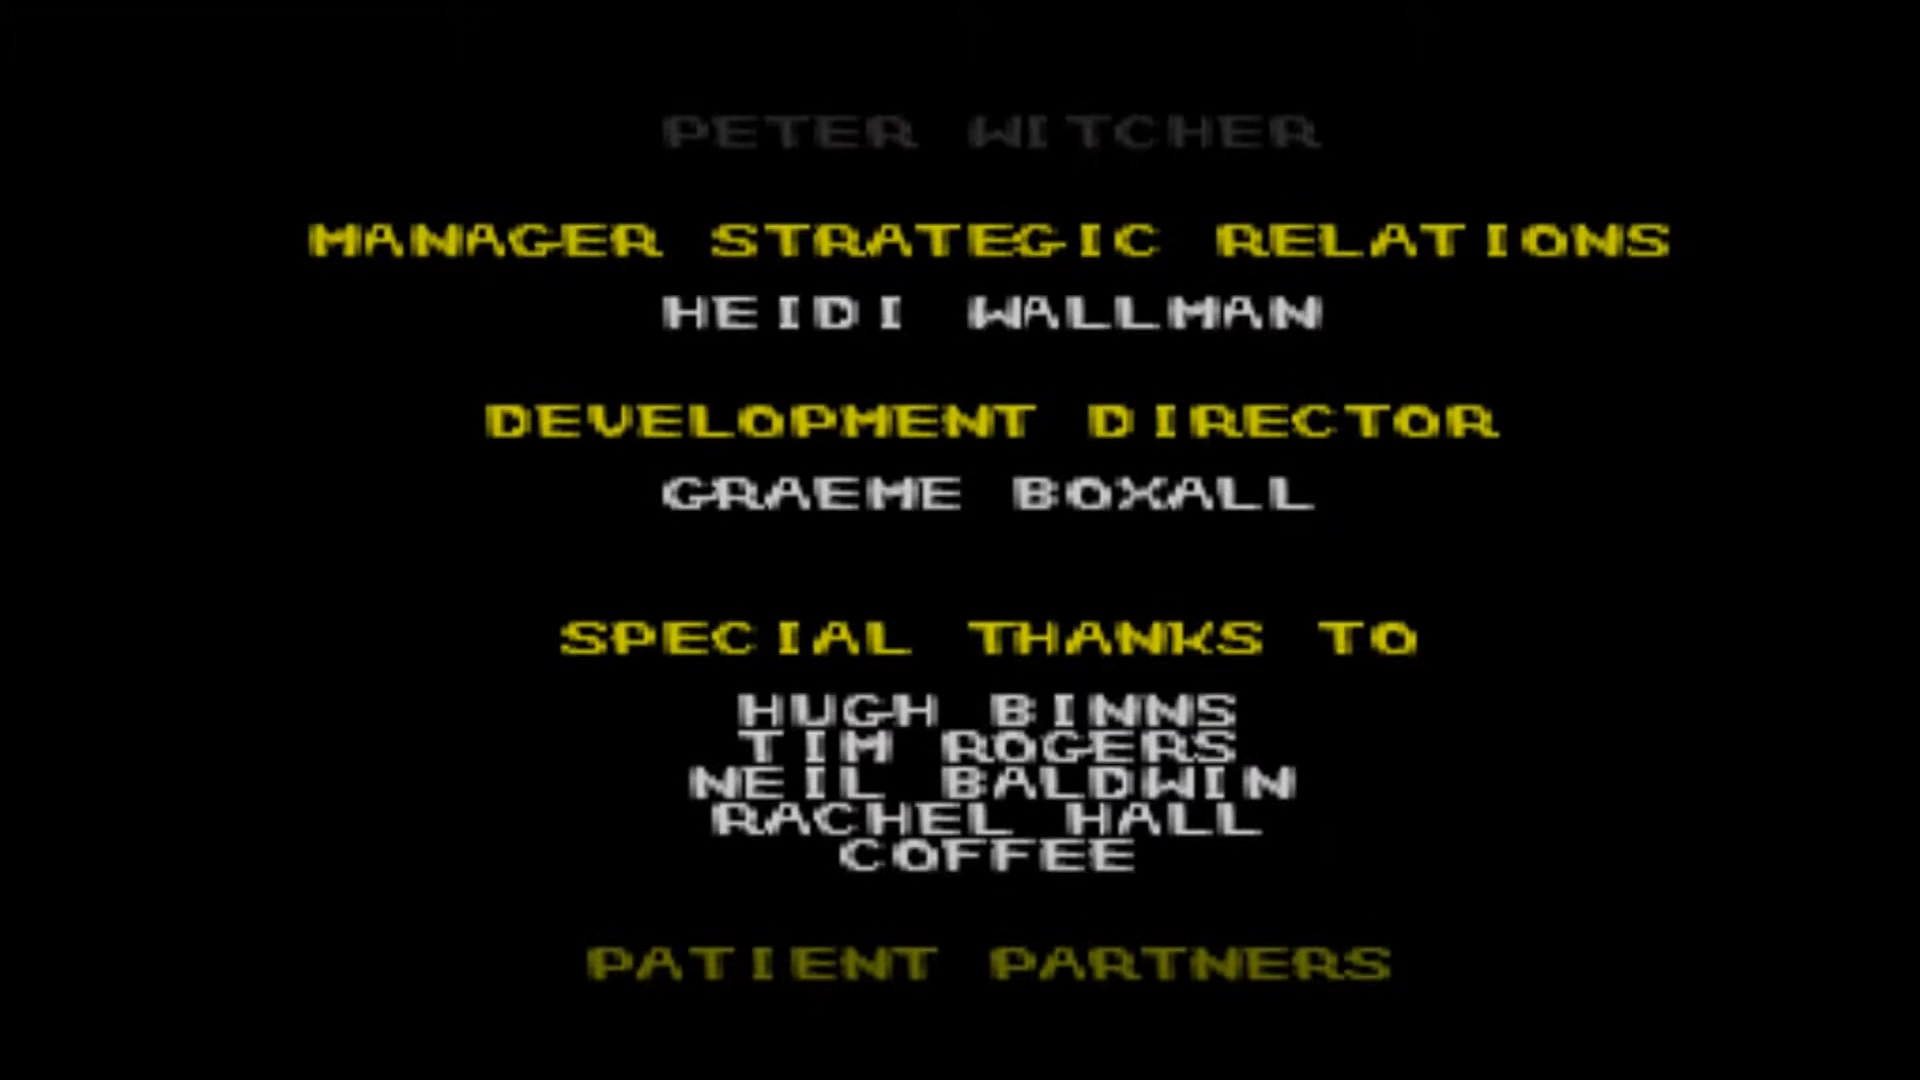 PETER WITCHER
MANAGER STRATEGIC RELATIONS
HEIDI WALLMAN
DEVELOPMENT DIRECTOR
GRAEME BOXALL
SPECIAL THANKS TO
HUGH BINNS
TIM ROGERS
NEIL BALDWIN
RACHEL HALL
COFFEE
PATIENT PARTNERS